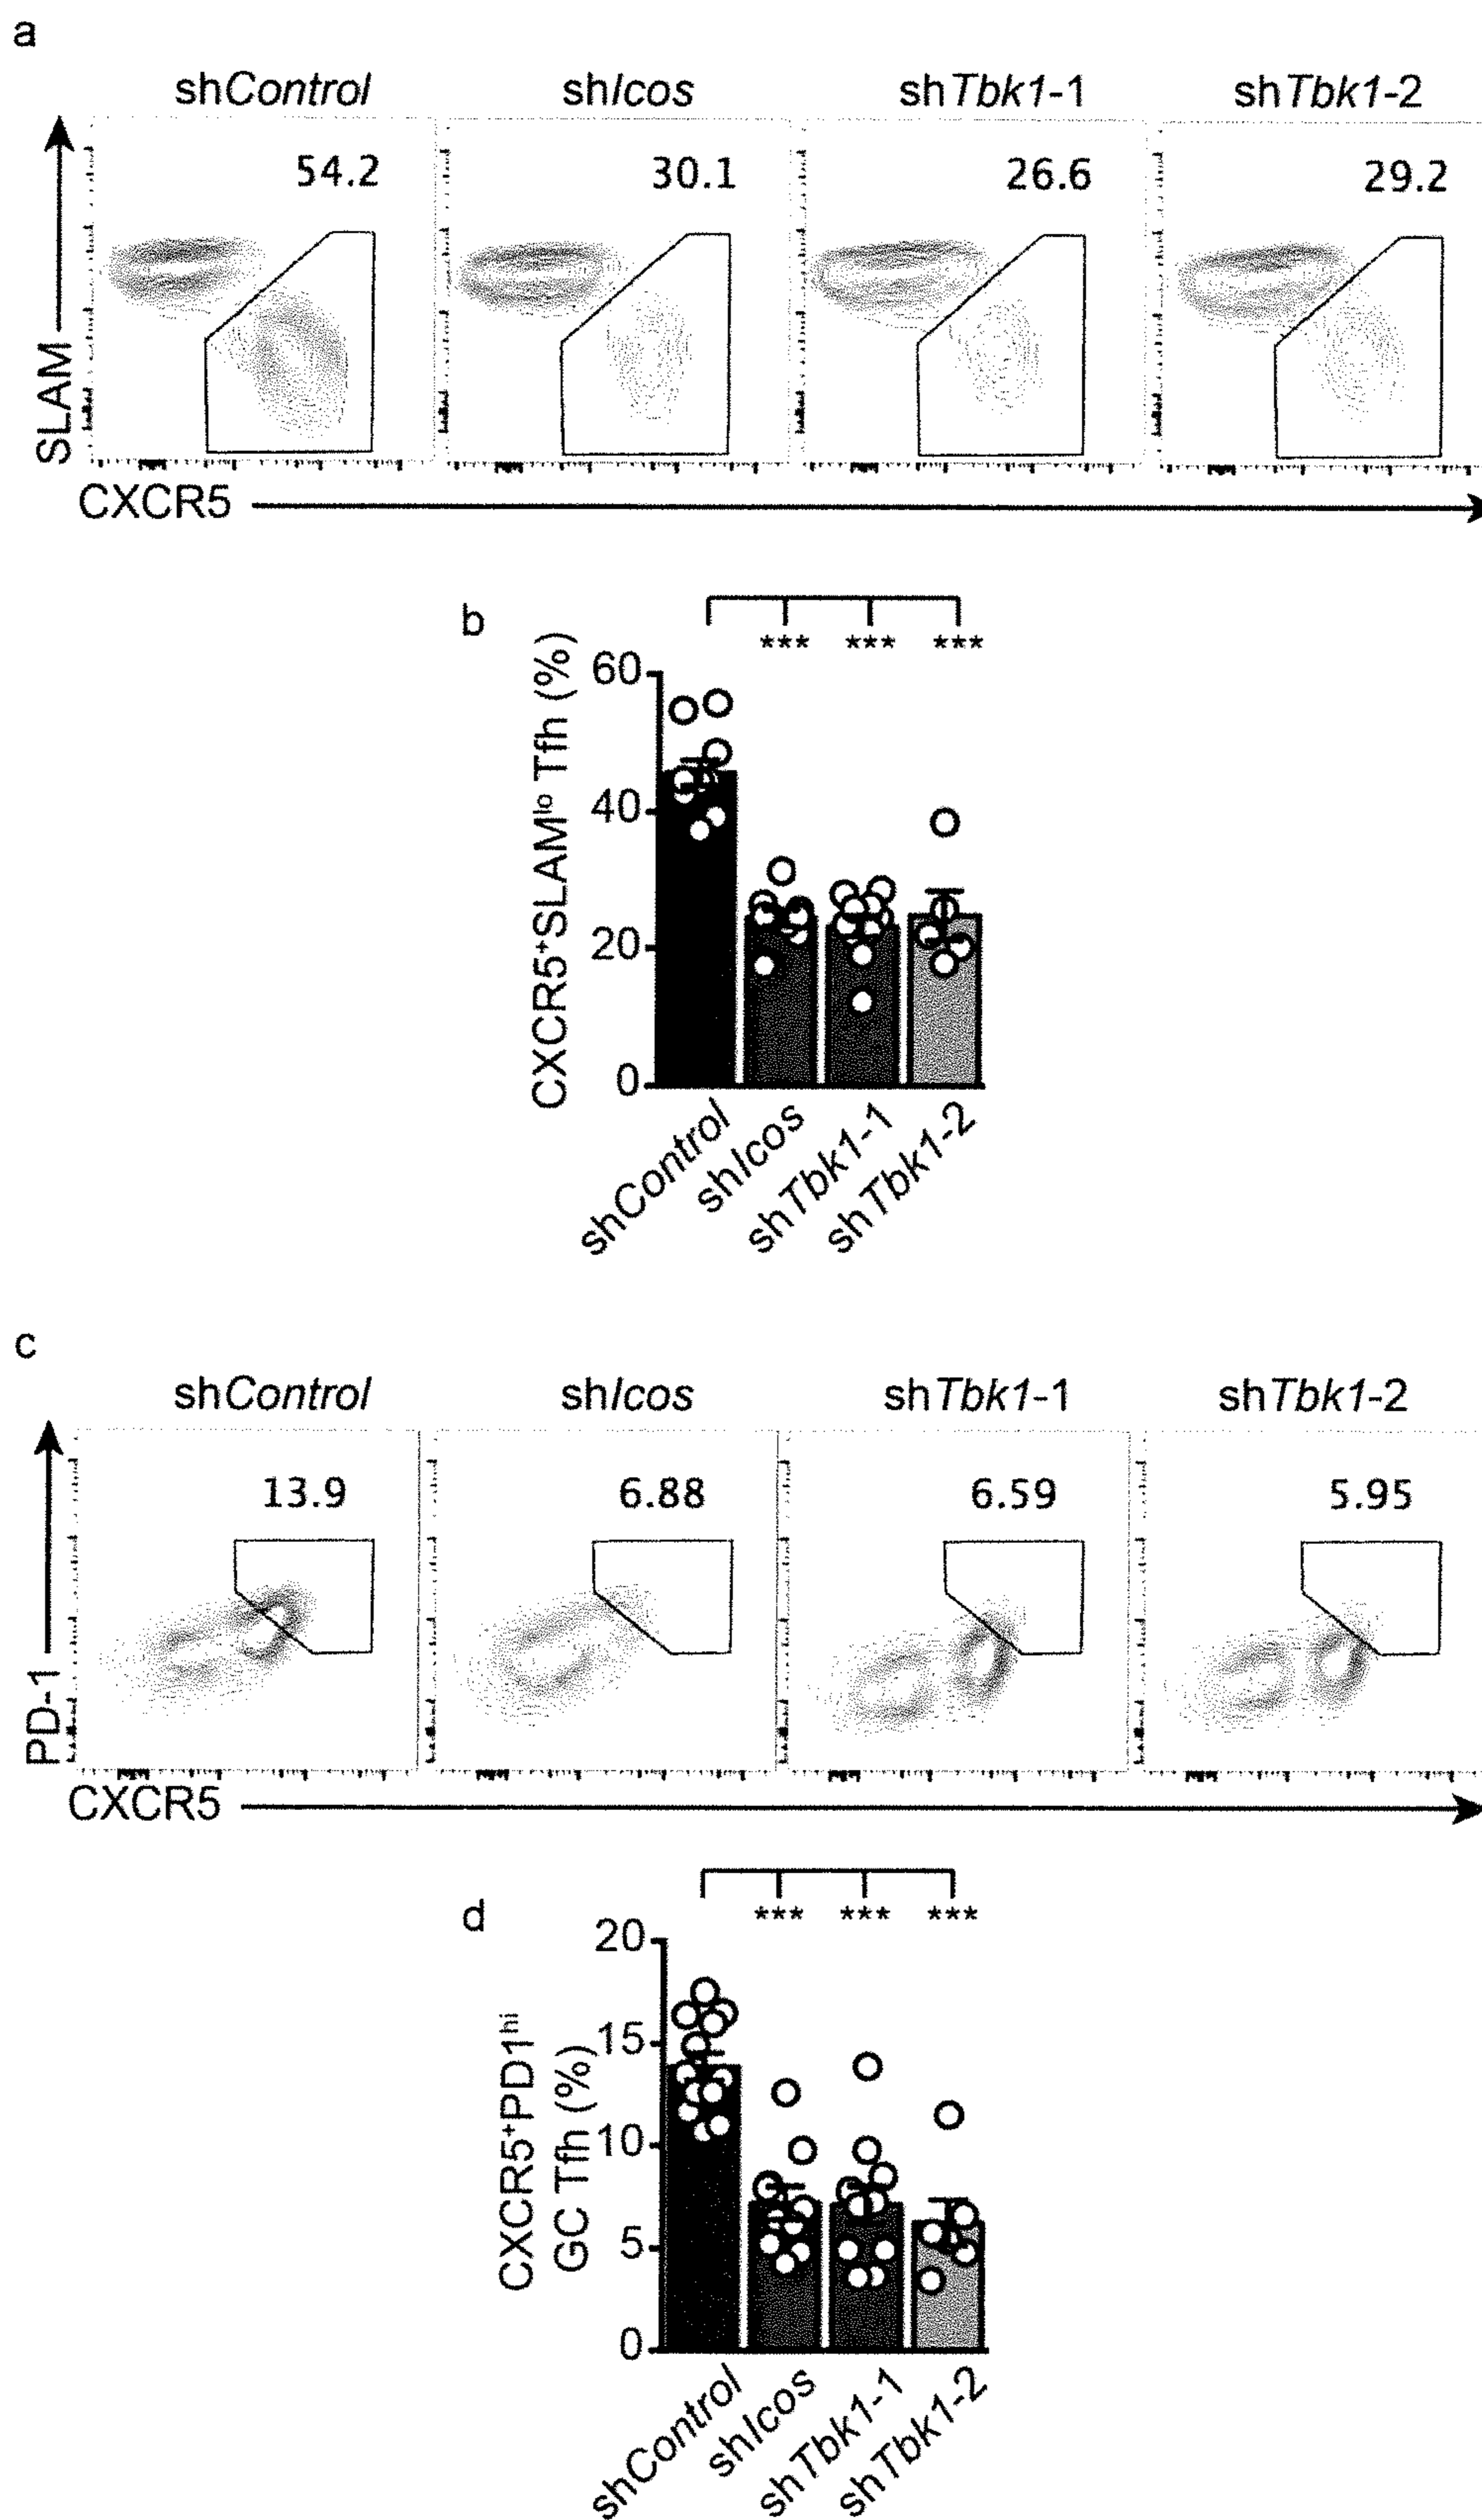 a
shControl shIcos shTbk1-1 shTbk1-2
54.2 30.1 26.6 29.2
SLAM
CXCR5
b
*** *** ***
CXCR5+SLAMlo Tfh (%)
60
40
20
0
shControl shIcos shTbk1-1 shTbk1-2
c
shControl shIcos shTbk1-1 shTbk1-2
13.9 6.88 6.59 5.95
PD-1
CXCR5
d
*** *** ***
CXCR5+PD1hi
GC Tfh (%)
20
15
10
5
0
shControl shIcos shTbk1-1 shTbk1-2